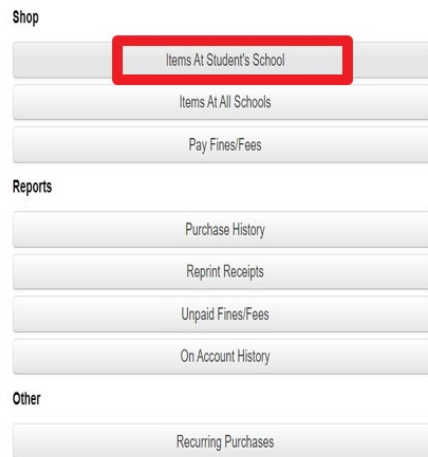 Shop
Items At Student's School
Items At All Schools
Pay Fines/Fees
Reports
Purchase History
Reprint Receipts
Unpaid Fines/Fees
On Account History
Other
Recurring Purchases